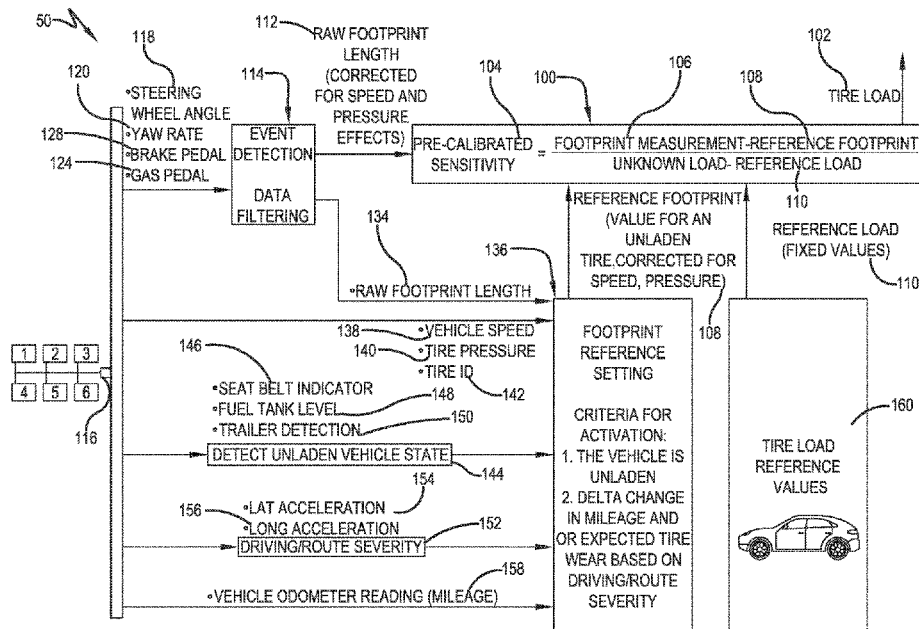 50
118
120
•STEERING
WHEEL ANGLE
•YAW RATE
128
•BRAKE PEDAL
124
•GAS PEDAL
114
EVENT
DETECTION
DATA
FILTERING
112
RAW FOOTPRINT
LENGTH
(CORRECTED
FOR SPEED AND
PRESSURE
EFFECTS)
104
100
106
108
102
TIRE LOAD
PRE-CALIBRATED
SENSITIVITY
=
FOOTPRINT MEASUREMENT-REFERENCE FOOTPRINT
UNKNOWN LOAD- REFERENCE LOAD
110
REFERENCE FOOTPRINT
(VALUE FOR AN
UNLADEN
TIRE,CORRECTED FOR
SPEED, PRESSURE)
108
REFERENCE LOAD
(FIXED VALUES)
110
134
•RAW FOOTPRINT LENGTH
136
138
•VEHICLE SPEED
140
•TIRE PRESSURE
•TIRE ID
142
1 2 3
4 5 6
116
146
•SEAT BELT INDICATOR
•FUEL TANK LEVEL
148
•TRAILER DETECTION
150
DETECT UNLADEN VEHICLE STATE
144
154
•LAT ACCELERATION
156
•LONG ACCELERATION
DRIVING/ROUTE SEVERITY
152
158
•VEHICLE ODOMETER READING (MILEAGE)
FOOTPRINT
REFERENCE
SETTING
CRITERIA FOR
ACTIVATION:
1. THE VEHICLE IS
UNLADEN
2. DELTA CHANGE
IN MILEAGE AND
OR EXPECTED TIRE
WEAR BASED ON
DRIVING/ROUTE
SEVERITY
160
TIRE LOAD
REFERENCE
VALUES